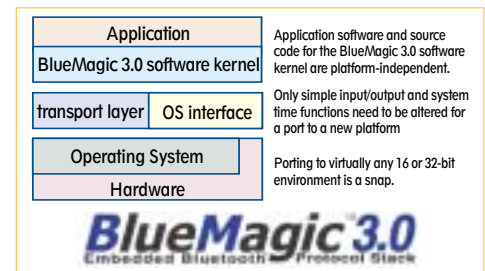 Application
BlueMagic 3.0 software kernel
Application software and source
code for the BlueMagic 3.0 software
kernel are platform-independent.
transport layer
OS interface
Only simple input/output and system
time functions need to be altered for
a port to a new platform
Operating System
Hardware
Porting to virtually any 16 or 32-bit
environment is a snap.
BlueMagic 3.0
Embedded Bluetooth Protocol Stack